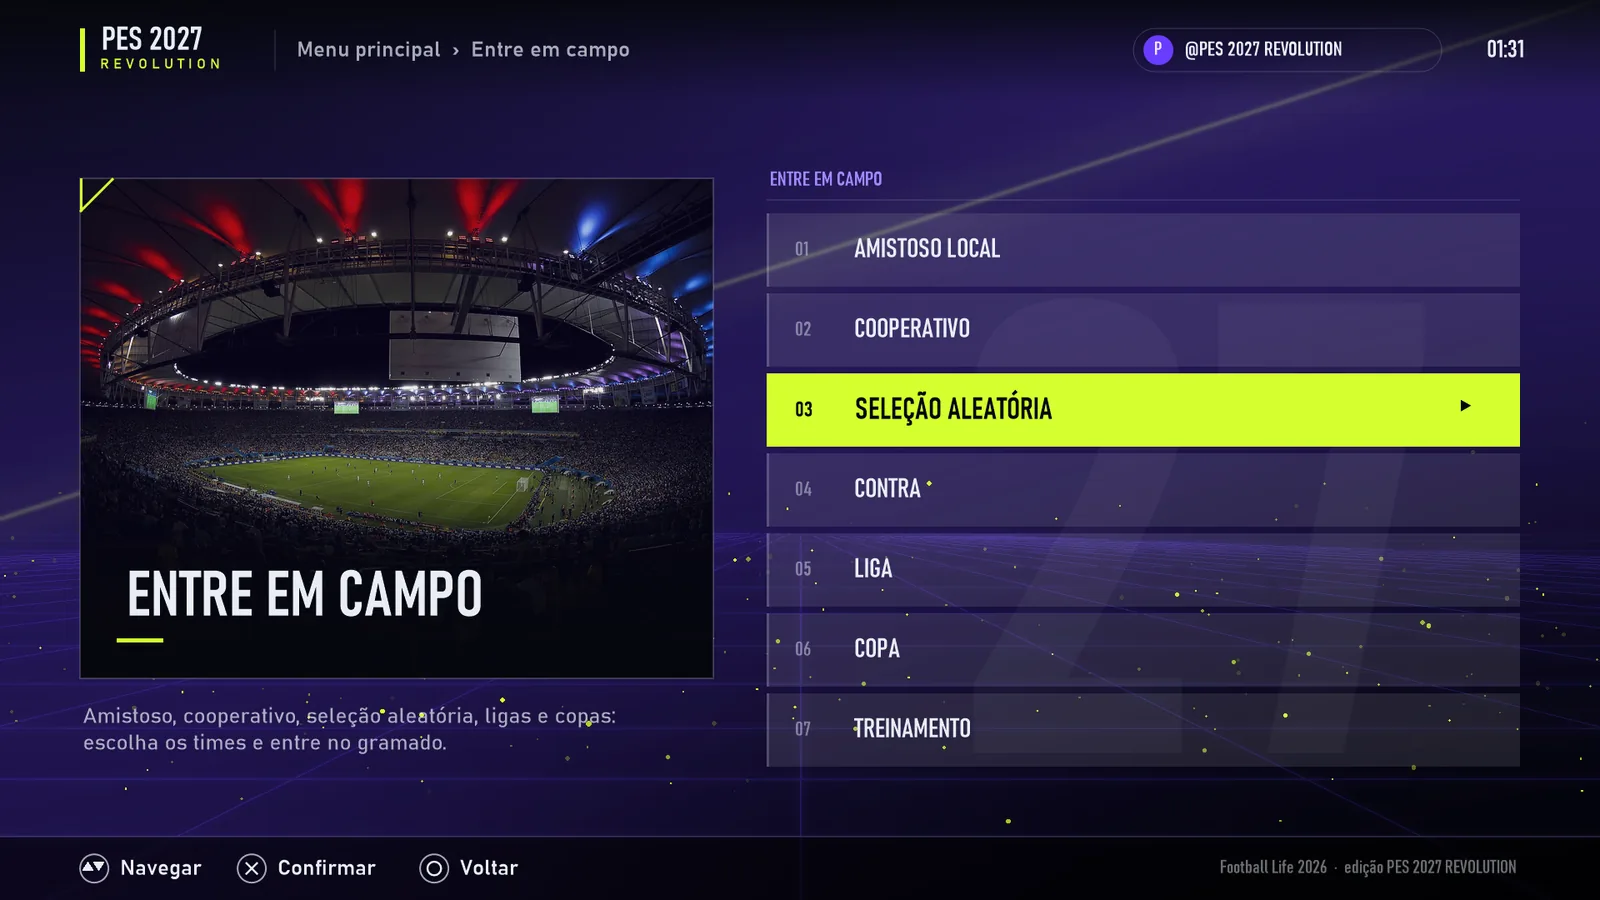 PES 2027
REVOLUTION
Menu principal › Entre em campo
P @PES 2027 REVOLUTION
01:31
ENTRE EM CAMPO
01 AMISTOSO LOCAL
02 COOPERATIVO
03 SELEÇÃO ALEATÓRIA
04 CONTRA
05 LIGA
06 COPA
07 TREINAMENTO
27
ENTRE EM CAMPO
Amistoso, cooperativo, seleção aleatória, ligas e copas:
escolha os times e entre no gramado.
Navegar Confirmar Voltar
Football Life 2026 · edição PES 2027 REVOLUTION